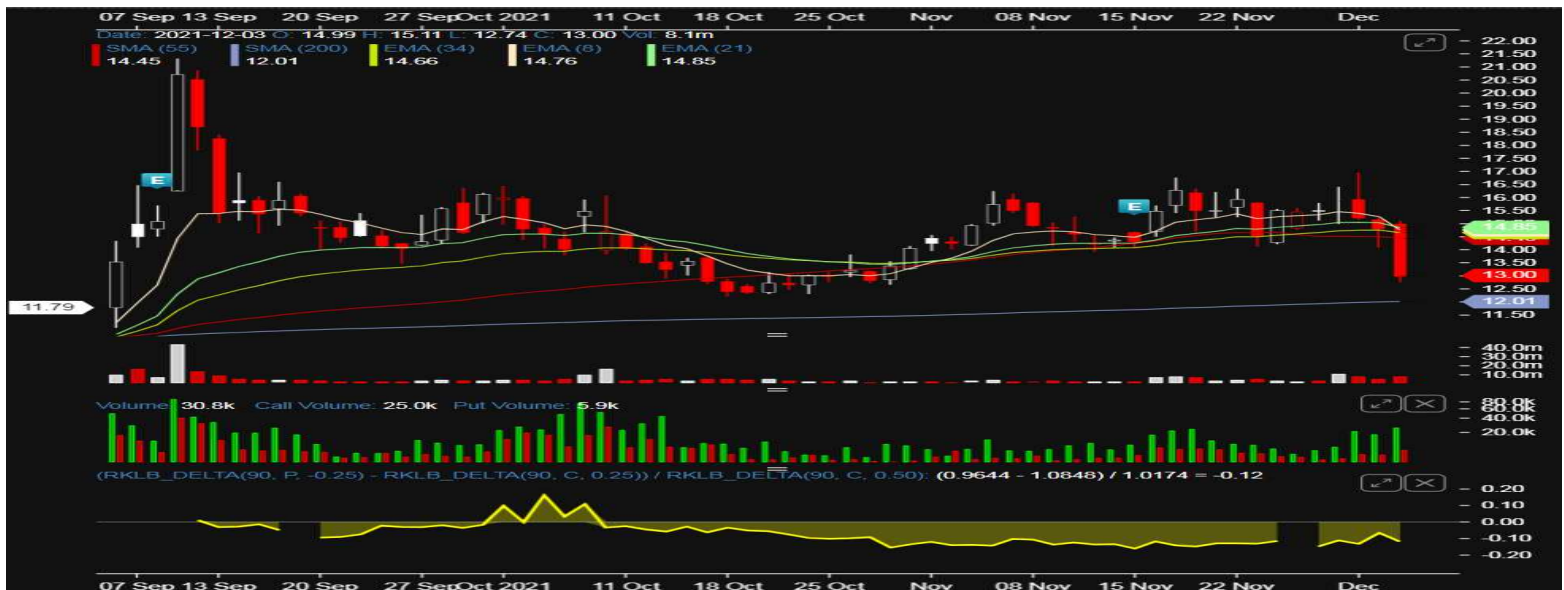 07 Sep 13 Sep 20 Sep 27 Sep Oct 2021 11 Oct 18 Oct 25 Oct Nov 08 Nov 15 Nov 22 Nov Dec
Date: 2021-12-03 O: 14.99 H: 15.11 L: 12.74 C: 13.00 Vol: 8.1m
SMA (55) SMA (200) EMA (34) EMA (8) EMA (21)
14.45 12.01 14.66 14.76 14.85
22.00
21.50
21.00
20.50
20.00
19.50
19.00
18.50
18.00
17.50
17.00
16.50
E
16.00
E
15.50
15.00
14.85
14.00
13.50
13.00
12.50
12.01
11.79
11.50
40.0m
30.0m
20.0m
10.0m
Volume: 30.8k Call Volume: 25.0k Put Volume: 5.9k
80.0k
60.0k
40.0k
20.0k
(RKLB_DELTA(90, P, -0.25) - RKLB_DELTA(90, C, 0.25)) / RKLB_DELTA(90, C, 0.50): (0.9644 - 1.0848) / 1.0174 = -0.12
0.20
0.10
0.00
-0.10
-0.20
07 Sep 13 Sep 20 Sep 27 Sep Oct 2021 11 Oct 18 Oct 25 Oct Nov 08 Nov 15 Nov 22 Nov Dec